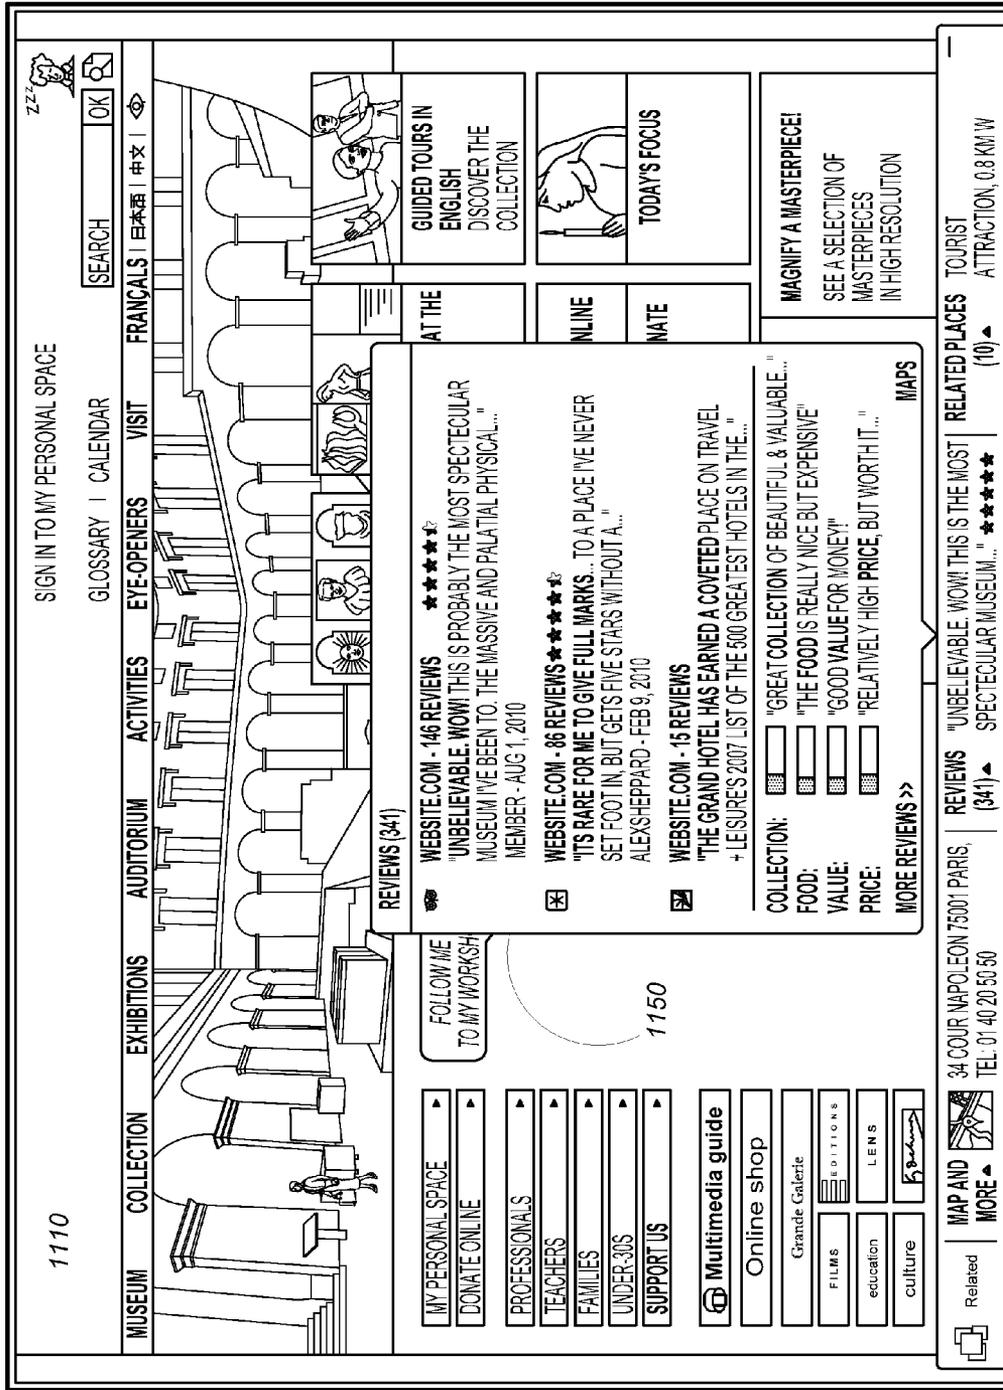 1110
SIGN IN TO MY PERSONAL SPACE
GLOSSARY | CALENDAR
SEARCH OK
ZZZ
MUSEUM COLLECTION EXHIBITIONS AUDITORIUM ACTIVITIES EYE-OPENERS VISIT FRANÇALS | 日本西 | 中文 |
FOLLOW ME
TO MY WORKSH
1150
MY PERSONAL SPACE
DONATE ONLINE
PROFESSIONALS
TEACHERS
FAMILIES
UNDER-30S
SUPPORT US
Multimedia guide
Online shop
Grande Galerie
FILMS
EDITIONS
education
LENS
culture
REVIEWS (341)
WEBSITE.COM - 146 REVIEWS
"UNBELIEVABLE. WOW! THIS IS PROBABLY THE MOST SPECTECULAR
MUSEUM I'VE BEEN TO. THE MASSIVE AND PALATIAL PHYSICAL..."
MEMBER - AUG 1, 2010
WEBSITE.COM - 86 REVIEWS
"ITS RARE FOR ME TO GIVE FULL MARKS... TO A PLACE I'VE NEVER
SET FOOT IN, BUT GETS FIVE STARS WITHOUT A..."
ALEXSHEPPARD - FEB 9, 2010
WEBSITE.COM - 15 REVIEWS
"THE GRAND HOTEL HAS EARNED A COVETED PLACE ON TRAVEL
+ LEISURE'S 2007 LIST OF THE 500 GREATEST HOTELS IN THE..."
COLLECTION: "GREAT COLLECTION OF BEAUTIFUL & VALUABLE..."
FOOD: "THE FOOD IS REALLY NICE BUT EXPENSIVE"
VALUE: "GOOD VALUE FOR MONEY!"
PRICE: "RELATIVELY HIGH PRICE, BUT WORTH IT..."
MORE REVIEWS >> MAPS
AT THE
NLINE
NATE
GUIDED TOURS IN
ENGLISH
DISCOVER THE
COLLECTION
TODAY'S FOCUS
MAGNIFY A MASTERPIECE!
SEE A SELECTION OF
MASTERPIECES
IN HIGH RESOLUTION
Related
MAP AND
MORE
34 COUR NAPOLEON 75001 PARIS,
TEL: 01 40 20 50 50
REVIEWS
(341)
"UNBELIEVABLE. WOW! THIS IS THE MOST
SPECTECULAR MUSEUM..."
RELATED PLACES
(10)
TOURIST
ATTRACTION, 0.8 KM W